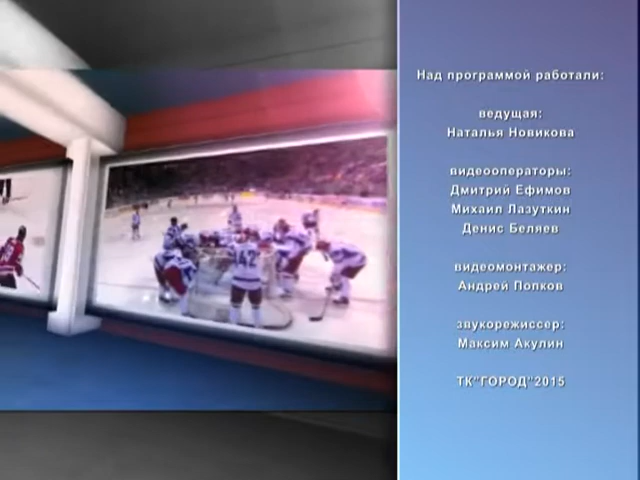 Над программой работали:
ведущая:
Наталья Новикова
видеооператоры:
Дмитрий Ефимов
Михаил Лазуткин
Денис Беляев
видеомонтажер:
Андрей Попков
звукорежиссер:
Максим Акулин
ТК"ГОРОД"2015
42